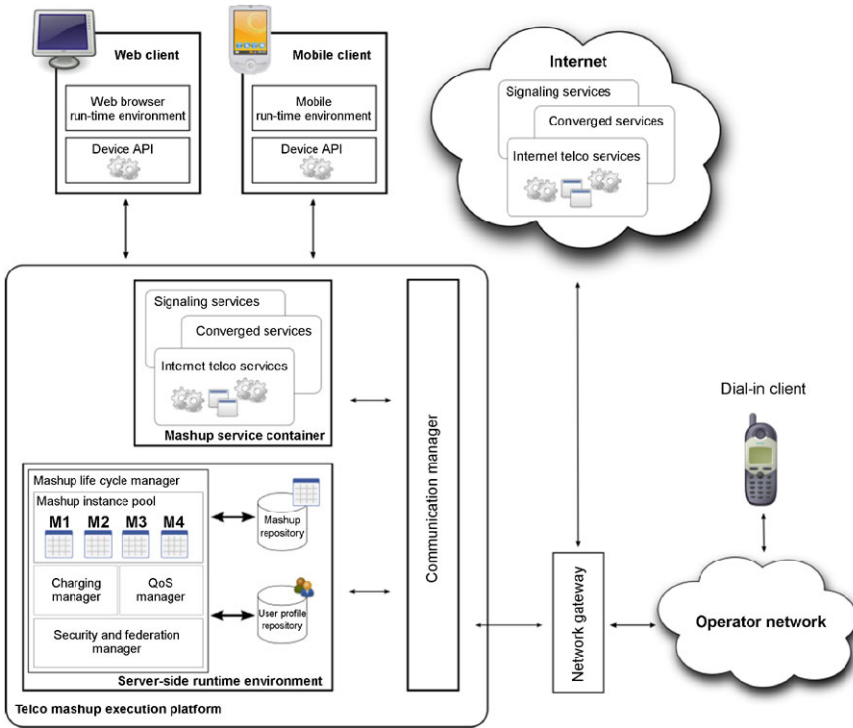 Web client
Web browser
run-time environment
Device API
Mobile client
Mobile
run-time environment
Device API
Internet
Signaling services
Converged services
Internet telco services
Signaling services
Converged services
Internet telco services
Mashup service container
Communication manager
Mashup life cycle manager
Mashup instance pool
M1 M2 M3 M4
Charging
manager
QoS
manager
Security and federation
manager
Mashup
repository
User profile
repository
Server-side runtime environment
Telco mashup execution platform
Network gateway
Dial-in client
Operator network